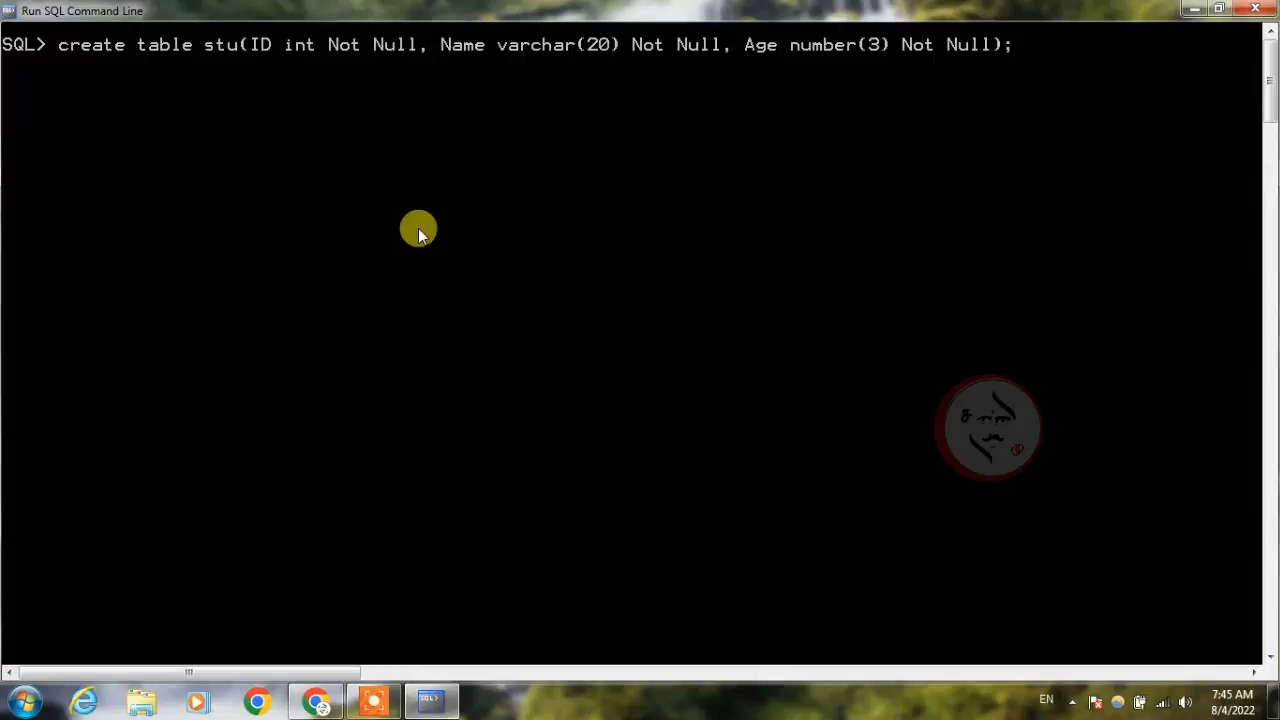 Run SQL Command Line
SQL> create table stu(ID int Not Null, Name varchar(20) Not Null, Age number(3) Not Null);
EN
7:45 AM
8/4/2022